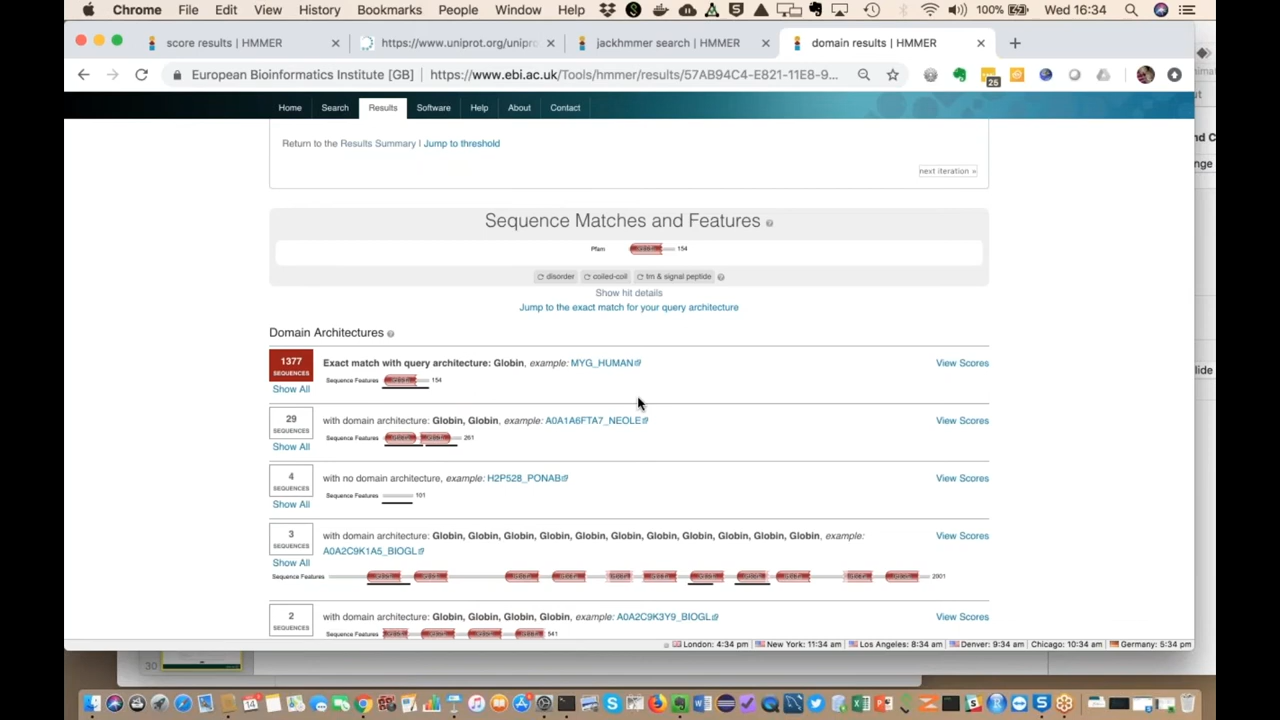 Chrome File Edit View History Bookmarks People Window Help 100% Wed 16:34
score results | HMMER https://www.uniprot.org/unipro jackhmmer search | HMMER domain results | HMMER
European Bioinformatics Institute [GB] https://www.ebi.ac.uk/Tools/hmmer/results/57AB94C4-E821-11E8-9... 25
Home Search Results Software Help About Contact
Return to the Results Summary | Jump to threshold
next iteration »
Sequence Matches and Features
Pfam 154
disorder coiled-coil tm & signal peptide
Show hit details
Jump to the exact match for your query architecture
Domain Architectures
1377 SEQUENCES Show All
Exact match with query architecture: Globin, example: MYG_HUMAN View Scores
Sequence Features 154
29 SEQUENCES Show All
with domain architecture: Globin, Globin, example: A0A1A6FTA7_NEOLE View Scores
Sequence Features 261
4 SEQUENCES Show All
with no domain architecture, example: H2P528_PONAB View Scores
Sequence Features 101
3 SEQUENCES Show All
with domain architecture: Globin, Globin, Globin, Globin, Globin, Globin, Globin, Globin, Globin, Globin, Globin, example: View Scores
A0A2C9K1A5_BIOGL
Sequence Features 2001
2 SEQUENCES
with domain architecture: Globin, Globin, Globin, Globin, example: A0A2C9K3Y9_BIOGL View Scores
Sequence Features 541
London: 4:34 pm New York: 11:34 am Los Angeles: 8:34 am Denver: 9:34 am Chicago: 10:34 am Germany: 5:34 pm
30